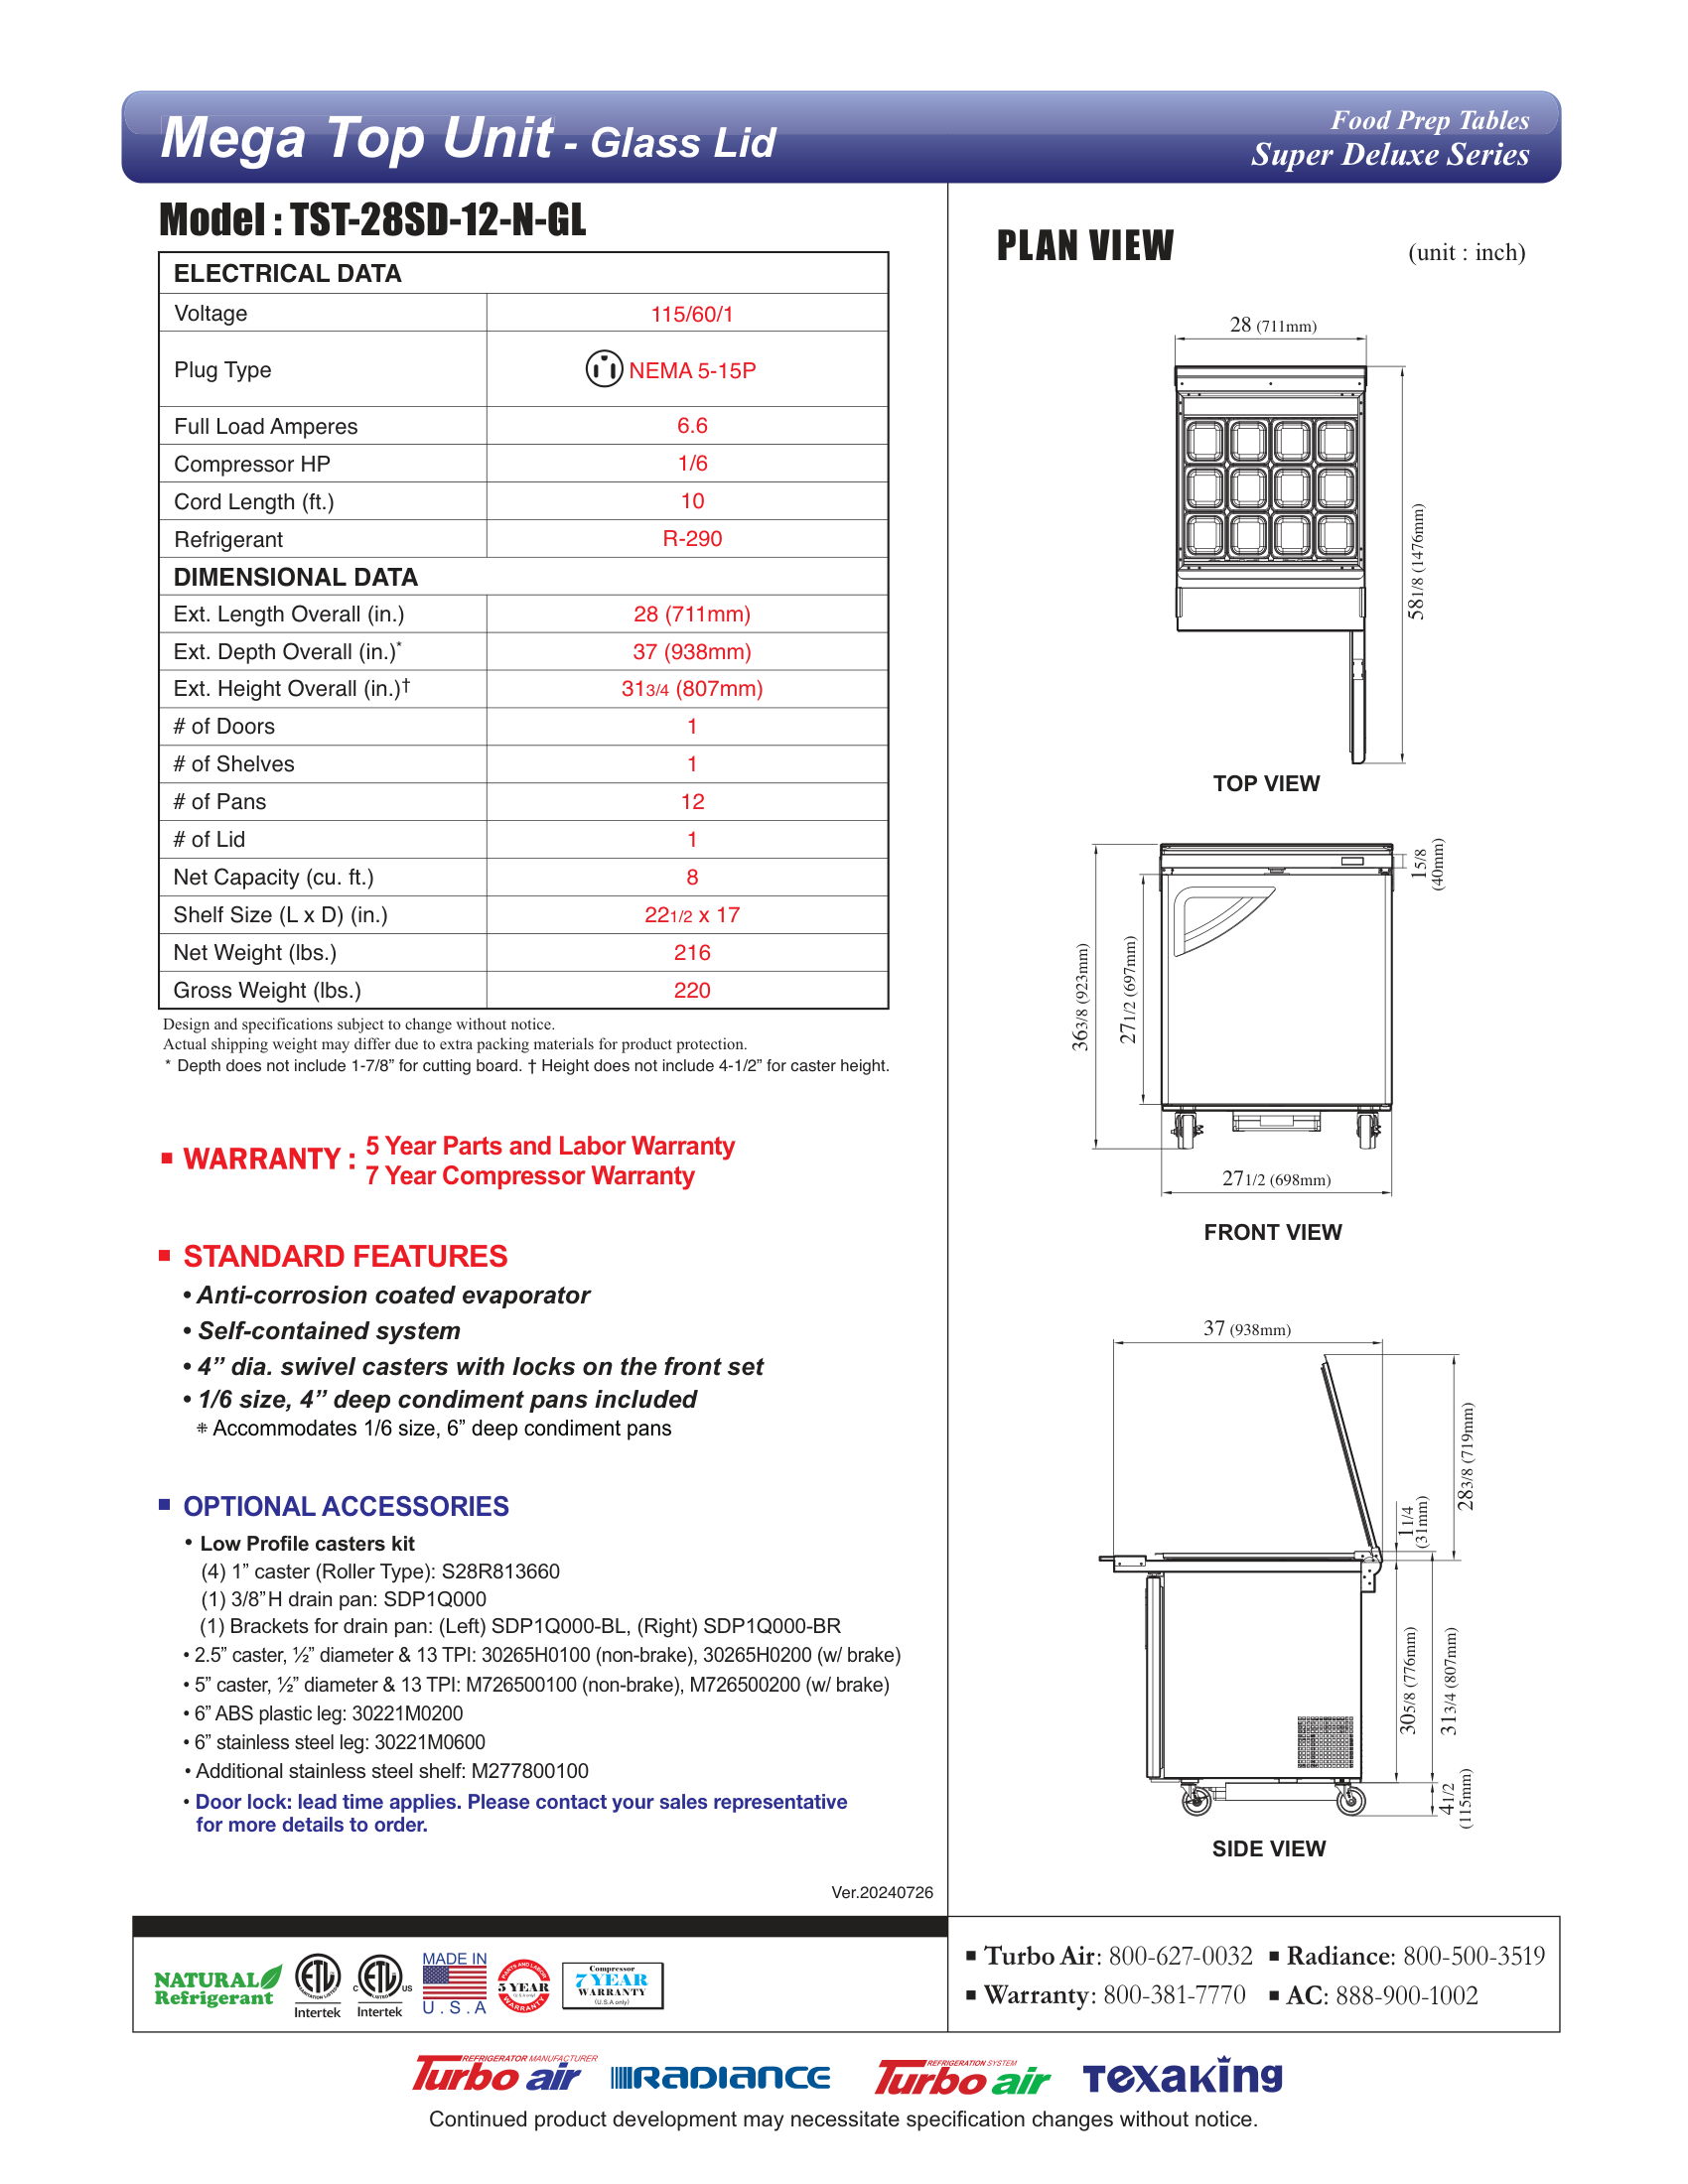 Mega Top Unit - Glass Lid
Food Prep Tables
Super Deluxe Series
Model : TST-28SD-12-N-GL
ELECTRICAL DATA
Voltage 115/60/1
Plug Type NEMA 5-15P
Full Load Amperes 6.6
Compressor HP 1/6
Cord Length (ft.) 10
Refrigerant R-290
DIMENSIONAL DATA
Ext. Length Overall (in.) 28 (711mm)
Ext. Depth Overall (in.)* 37 (938mm)
Ext. Height Overall (in.)† 31 3/4 (807mm)
# of Doors 1
# of Shelves 1
# of Pans 12
# of Lid 1
Net Capacity (cu. ft.) 8
Shelf Size (L x D) (in.) 22 1/2 x 17
Net Weight (lbs.) 216
Gross Weight (lbs.) 220
Design and specifications subject to change without notice.
Actual shipping weight may differ due to extra packing materials for product protection.
* Depth does not include 1-7/8” for cutting board. † Height does not include 4-1/2” for caster height.
■ WARRANTY : 5 Year Parts and Labor Warranty
7 Year Compressor Warranty
■ STANDARD FEATURES
• Anti-corrosion coated evaporator
• Self-contained system
• 4” dia. swivel casters with locks on the front set
• 1/6 size, 4” deep condiment pans included
⁜ Accommodates 1/6 size, 6” deep condiment pans
■ OPTIONAL ACCESSORIES
• Low Profile casters kit
(4) 1” caster (Roller Type): S28R813660
(1) 3/8”H drain pan: SDP1Q000
(1) Brackets for drain pan: (Left) SDP1Q000-BL, (Right) SDP1Q000-BR
• 2.5” caster, ½” diameter & 13 TPI: 30265H0100 (non-brake), 30265H0200 (w/ brake)
• 5” caster, ½” diameter & 13 TPI: M726500100 (non-brake), M726500200 (w/ brake)
• 6” ABS plastic leg: 30221M0200
• 6” stainless steel leg: 30221M0600
• Additional stainless steel shelf: M277800100
• Door lock: lead time applies. Please contact your sales representative
for more details to order.
Ver.20240726
PLAN VIEW
(unit : inch)
28 (711mm)
58 1/8 (1476mm)
TOP VIEW
1 5/8
(40mm)
36 3/8 (923mm)
27 1/2 (697mm)
27 1/2 (698mm)
FRONT VIEW
37 (938mm)
28 3/8 (719mm)
1 1/4
(31mm)
30 5/8 (776mm)
31 3/4 (807mm)
4 1/2
(115mm)
SIDE VIEW
NATURAL
Refrigerant
ETL
Intertek
C ETL US
Intertek
MADE IN
U.S.A
PARTS AND LABOR
5 YEAR
WARRANTY
Compressor
7 YEAR
WARRANTY
(U.S.A only)
■ Turbo Air: 800-627-0032 ■ Radiance: 800-500-3519
■ Warranty: 800-381-7770 ■ AC: 888-900-1002
REFRIGERATOR MANUFACTURER
Turbo air
RADIANCE
REFRIGERATION SYSTEM
Turbo air
Texaking
Continued product development may necessitate specification changes without notice.